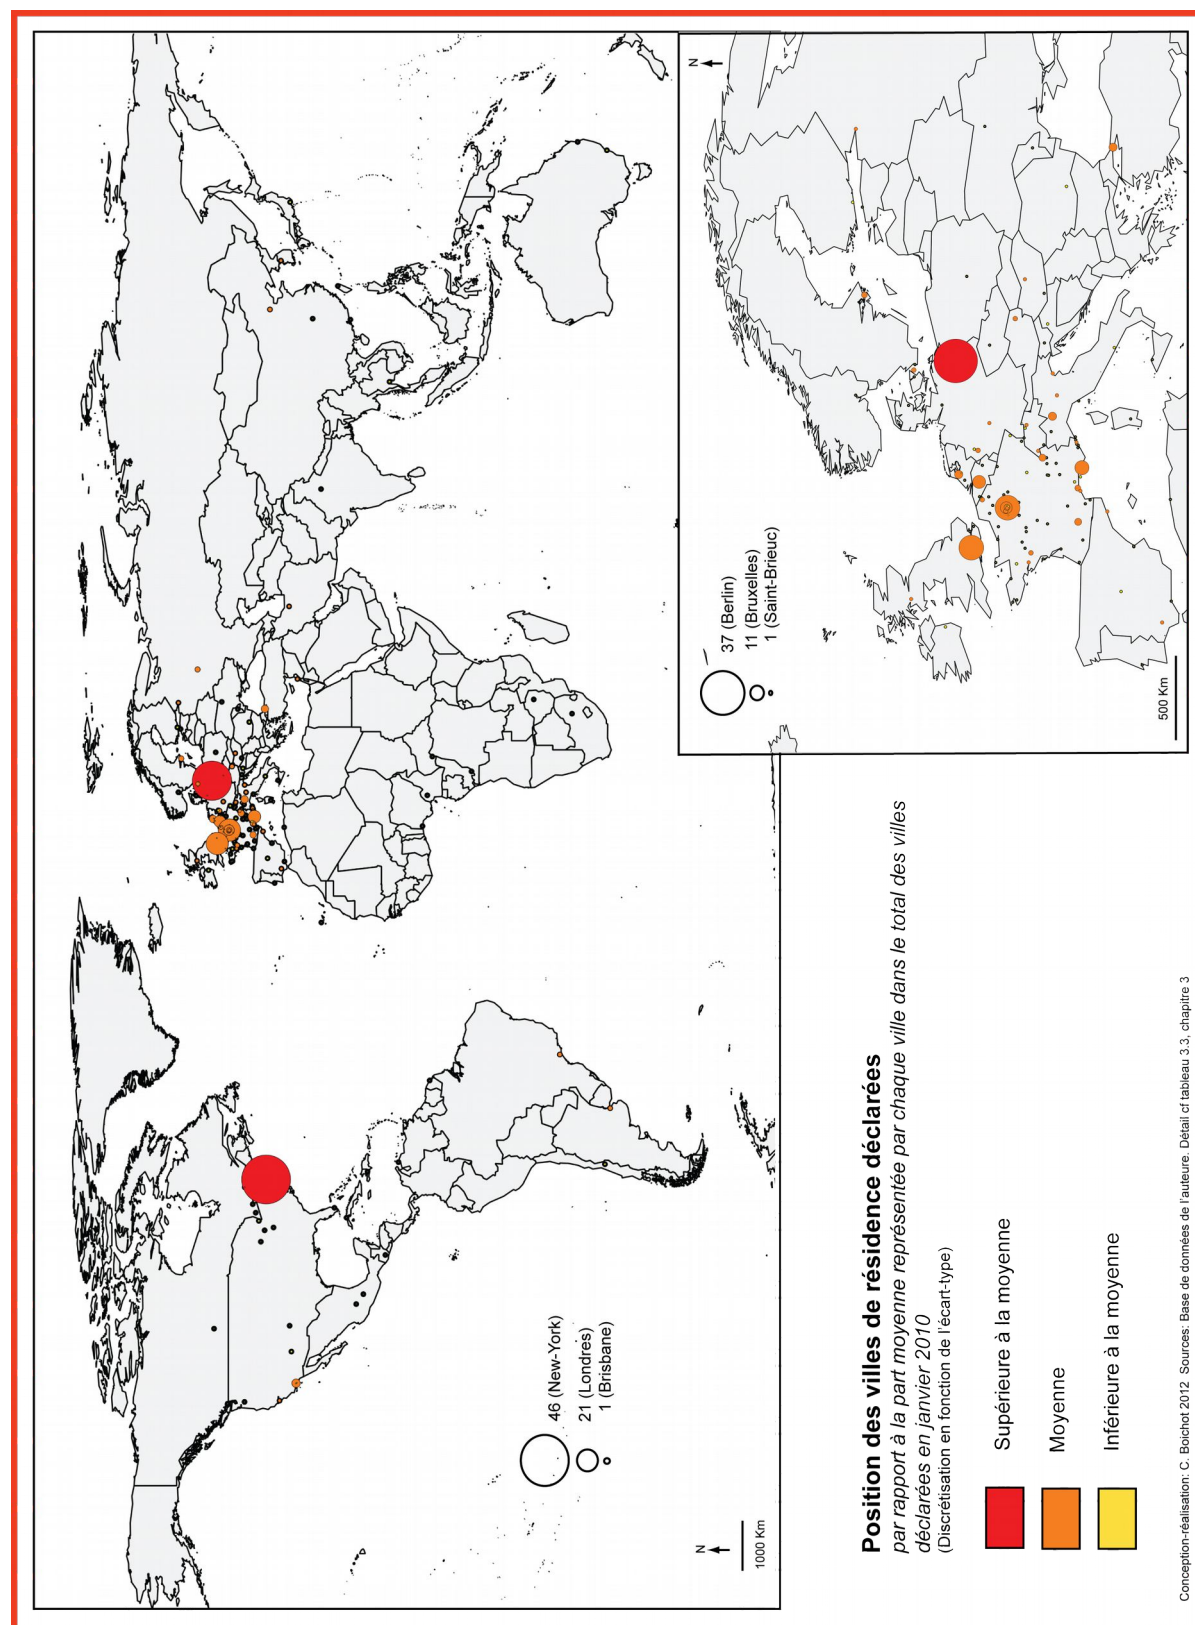 N
1000 Km
46 (New-York)
21 (Londres)
1 (Brisbane)
N
500 Km
37 (Berlin)
11 (Bruxelles)
1 (Saint-Brieuc)
Position des villes de résidence déclarées
par rapport à la part moyenne représentée par chaque ville dans le total des villes
déclarées en janvier 2010
(Discrétisation en fonction de l'écart-type)
Supérieure à la moyenne
Moyenne
Inférieure à la moyenne
Conception-réalisation: C. Boichot 2012 Sources: Base de données de l'auteure. Détail cf tableau 3.3, chapitre 3